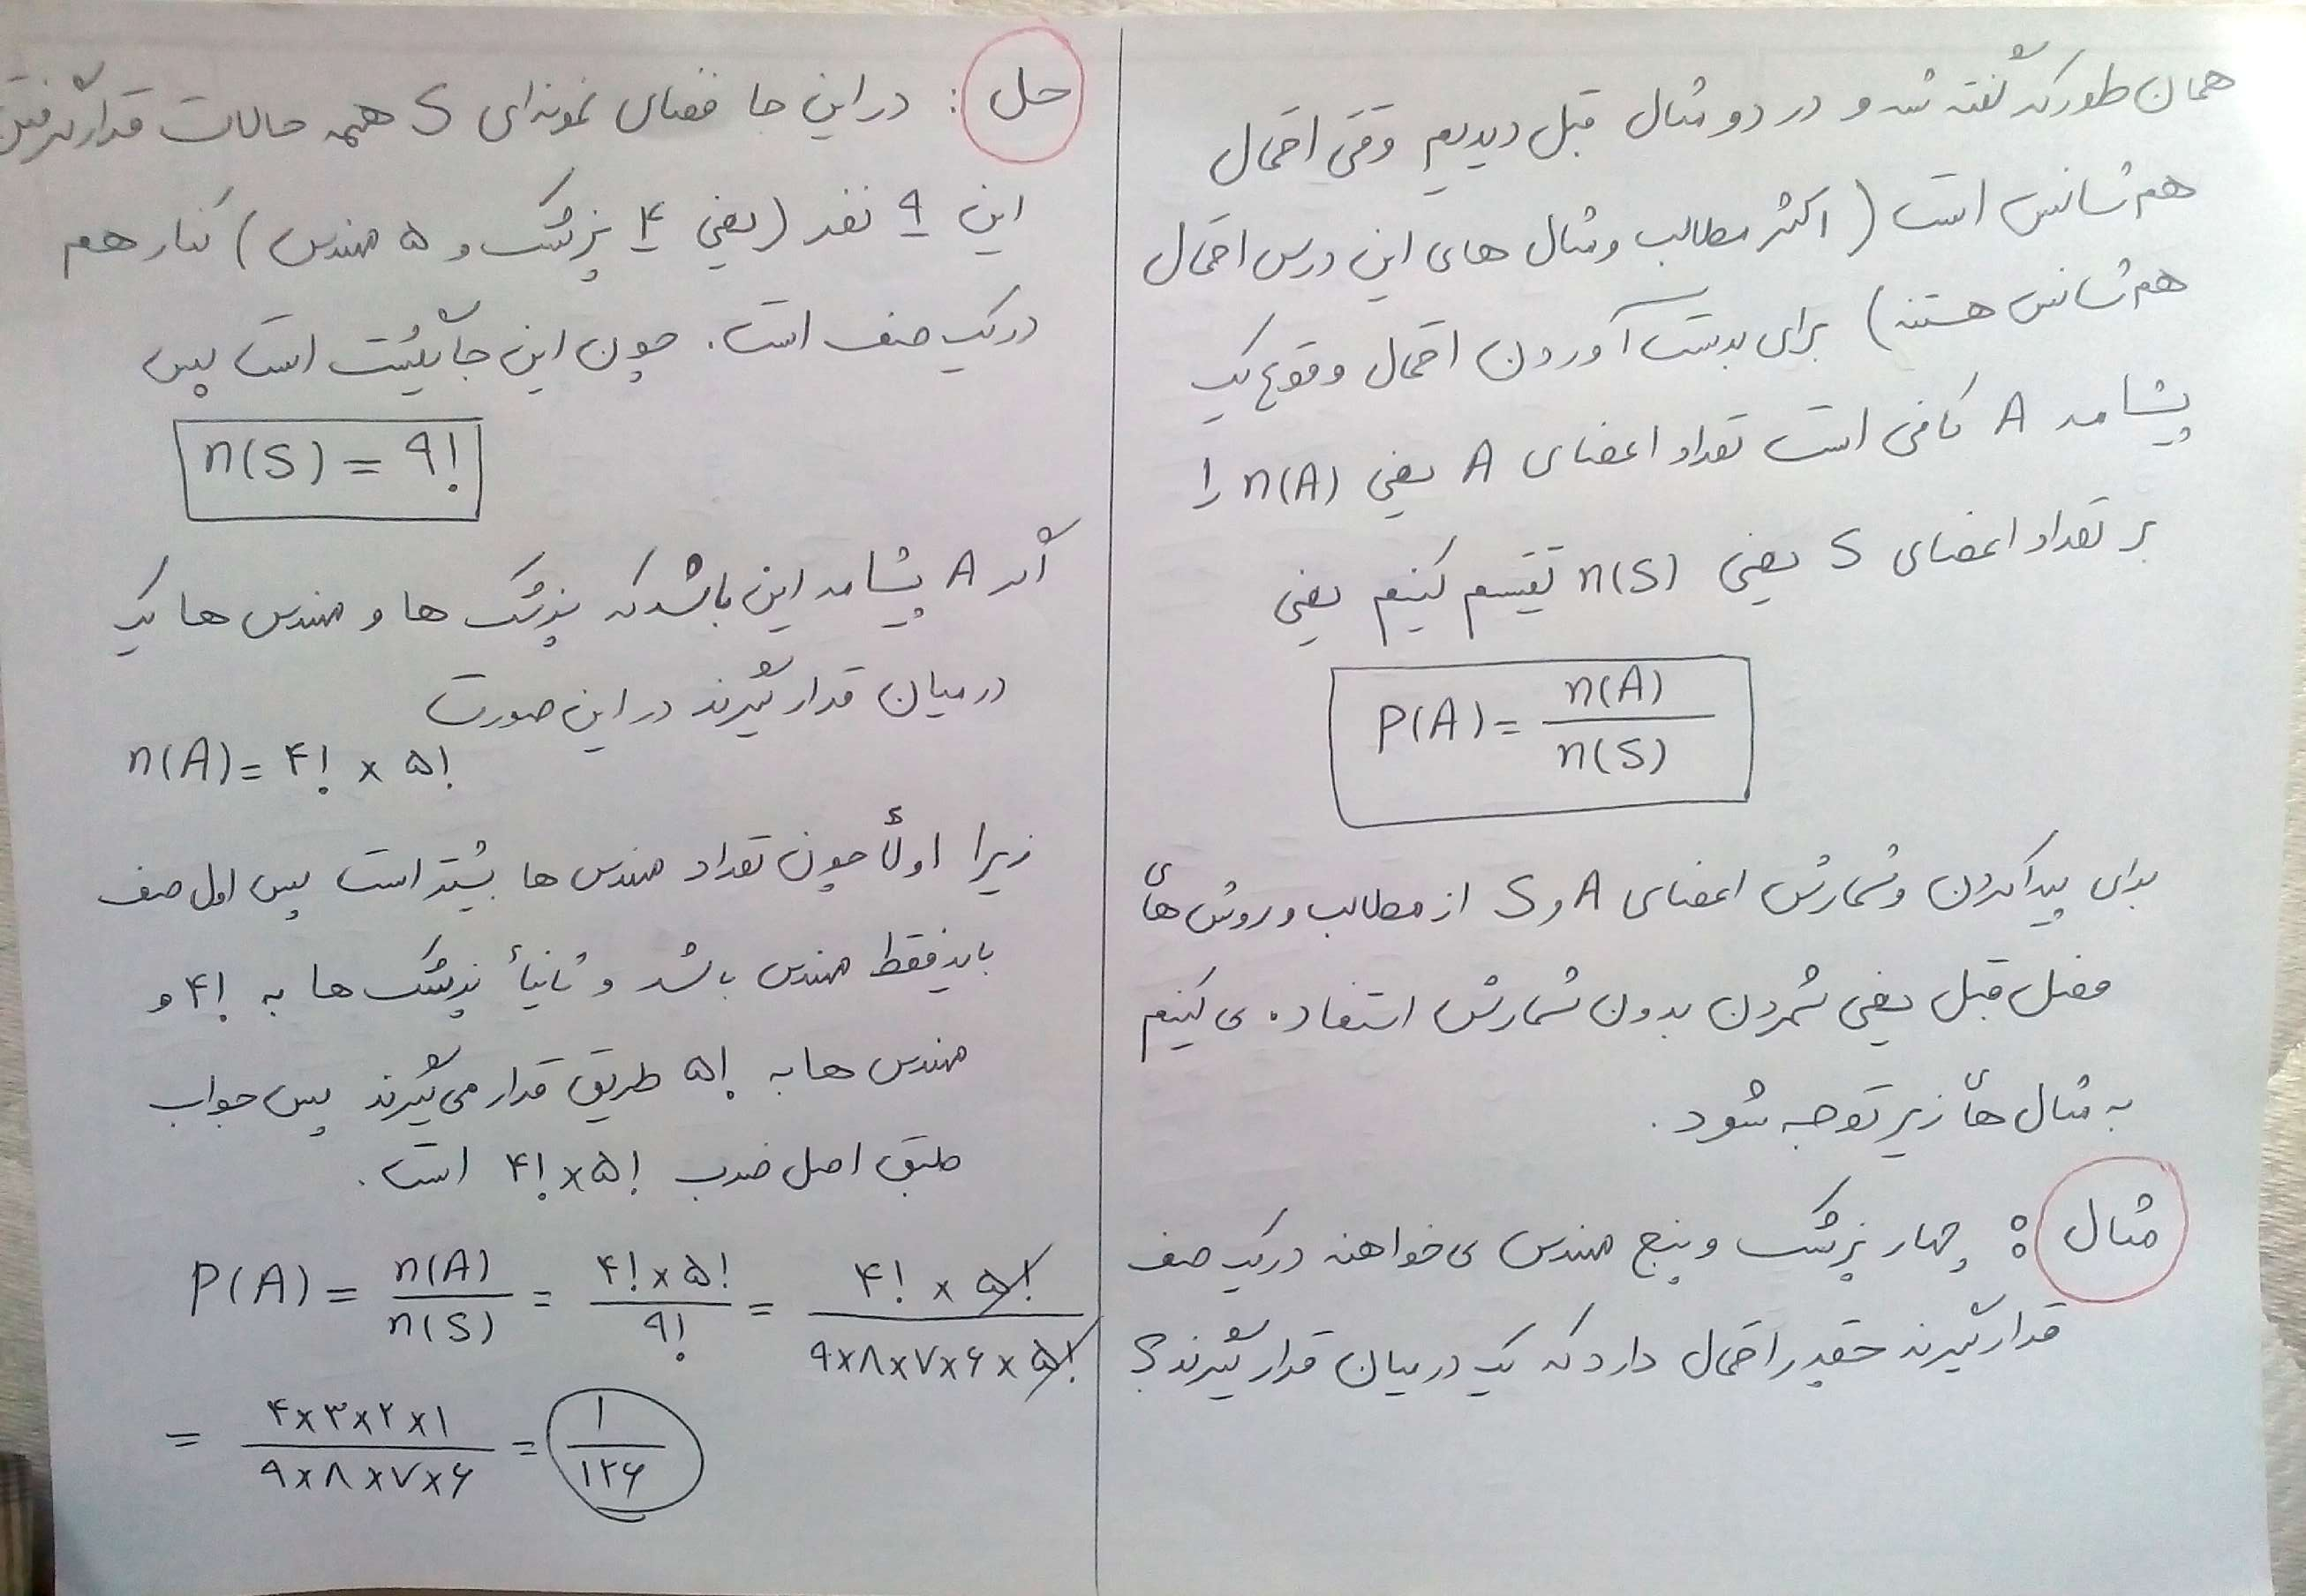 همان طور که گفته شد و در دو مثال قبل دیدیم وقتی احتمال
هم شانس است (اکثر مطالب و مثال های این درس احتمال
هم شانس هستند) برای بدست آوردن احتمال وقوع یک
پیشامد A کافی است تعداد اعضای A یعنی n(A) را
بر تعداد اعضای S یعنی n(S) تقسیم کنیم یعنی
P(A) = n(A) / n(S)
برای پیدا کردن و شمارش اعضای A و S از مطالب و روش های
فصل قبل یعنی شمردن بدون شمارش استفاده می کنیم
به مثال های زیر توجه شود.
مثال : چهار پزشک و پنج مهندس می خواهند در یک صف
قرار گیرند چقدر احتمال دارد که یک در میان قرار گیرند؟
حل : در این جا فضای نمونه ای S همه حالات قرار گرفتن
این ۹ نفر (یعنی ۴ پزشک و ۵ مهندس) کنار هم
در یک صف است. چون این جایگشت است پس
n(S) = ۹!
اگر A پیشامد این باشد که پزشک ها و مهندس ها یک
در میان قرار گیرند در این صورت
n(A) = ۴! × ۵!
زیرا اولاً چون تعداد مهندس ها بیشتر است پس اول صف
باید فقط مهندس باشد و ثانیاً پزشک ها به ۴! و
مهندس ها به ۵! طریق قرار می گیرند پس جواب
طبق اصل ضرب ۴! × ۵! است.
P(A) = n(A) / n(S) = ۴! × ۵! / ۹! = ۴! × ۵! / ۹ × ۸ × ۷ × ۶ × ۵!
= ۴ × ۳ × ۲ × ۱ / ۹ × ۸ × ۷ × ۶ = ۱ / ۱۲۶